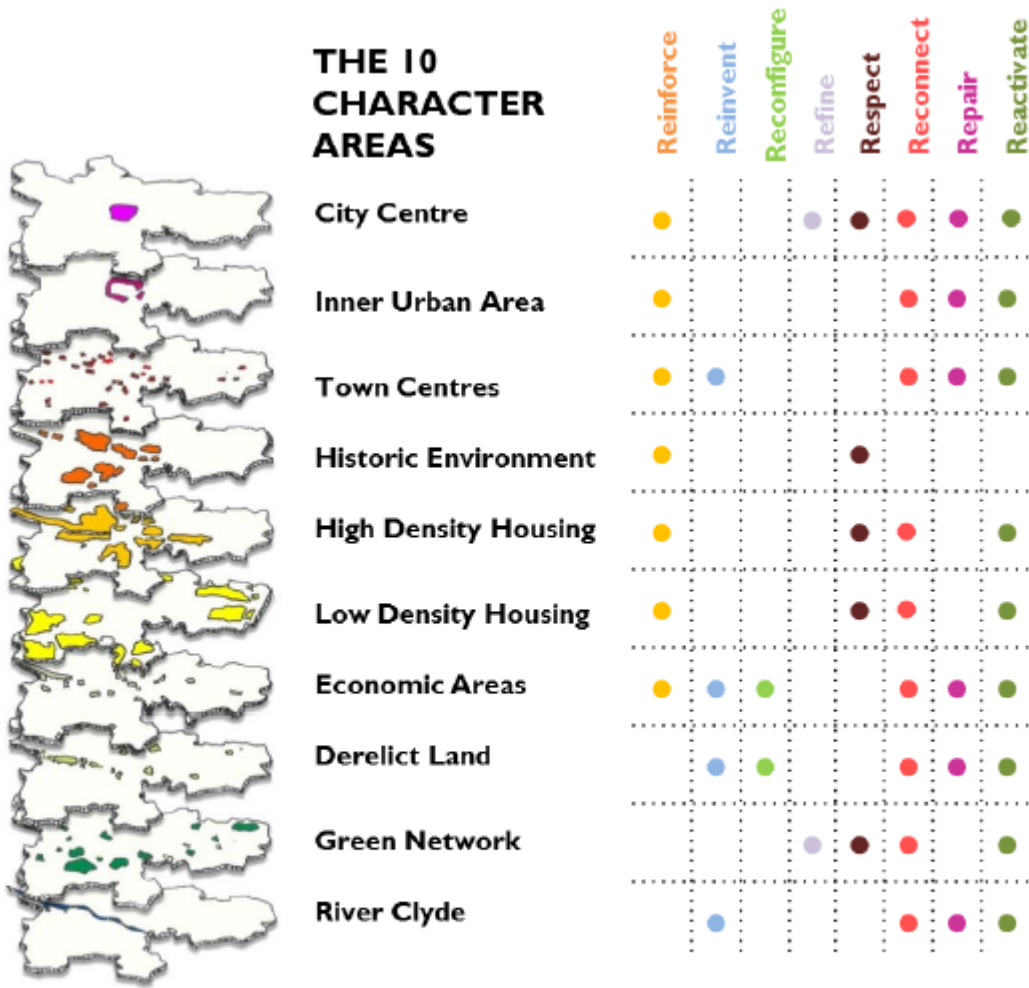 THE 10
CHARACTER
AREAS
Reinforce
Reinvent
Reconfigure
Refine
Respect
Reconnect
Repair
Reactivate
City Centre
Inner Urban Area
Town Centres
Historic Environment
High Density Housing
Low Density Housing
Economic Areas
Derelict Land
Green Network
River Clyde